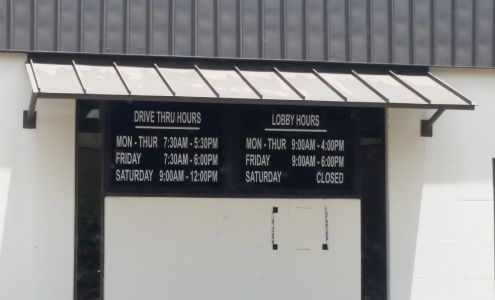 DRIVE THRU HOURS
MON - THUR 7:30AM - 5:30PM
FRIDAY 7:30AM - 6:00PM
SATURDAY 9:00AM - 12:00PM
LOBBY HOURS
MON - THUR 9:00AM - 4:00PM
FRIDAY 9:00AM - 6:00PM
SATURDAY CLOSED